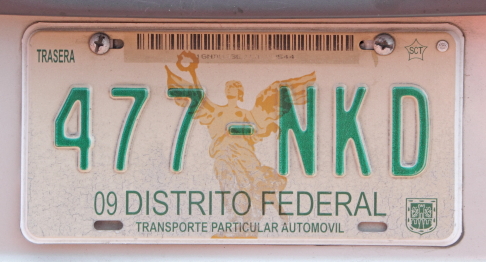 TRASERA
SCT
477-NKD
09 DISTRITO FEDERAL
TRANSPORTE PARTICULAR AUTOMOVIL